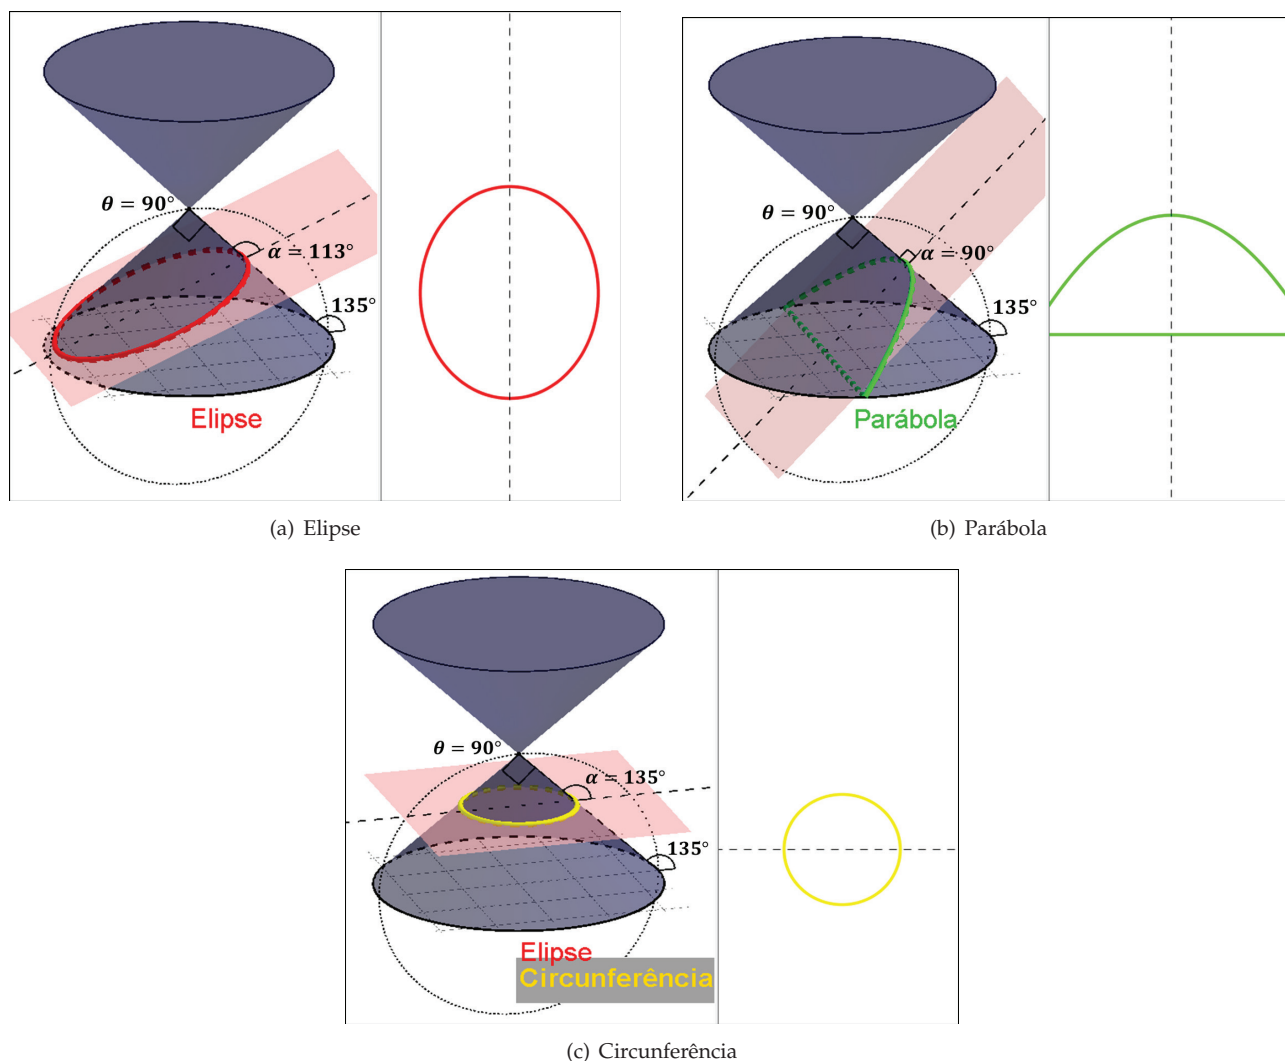 θ = 90°
α = 113°
135°
Elipse
(a) Elipse
θ = 90°
α = 90°
135°
Parábola
(b) Parábola
θ = 90°
α = 135°
135°
Elipse
Circunferência
(c) Circunferência